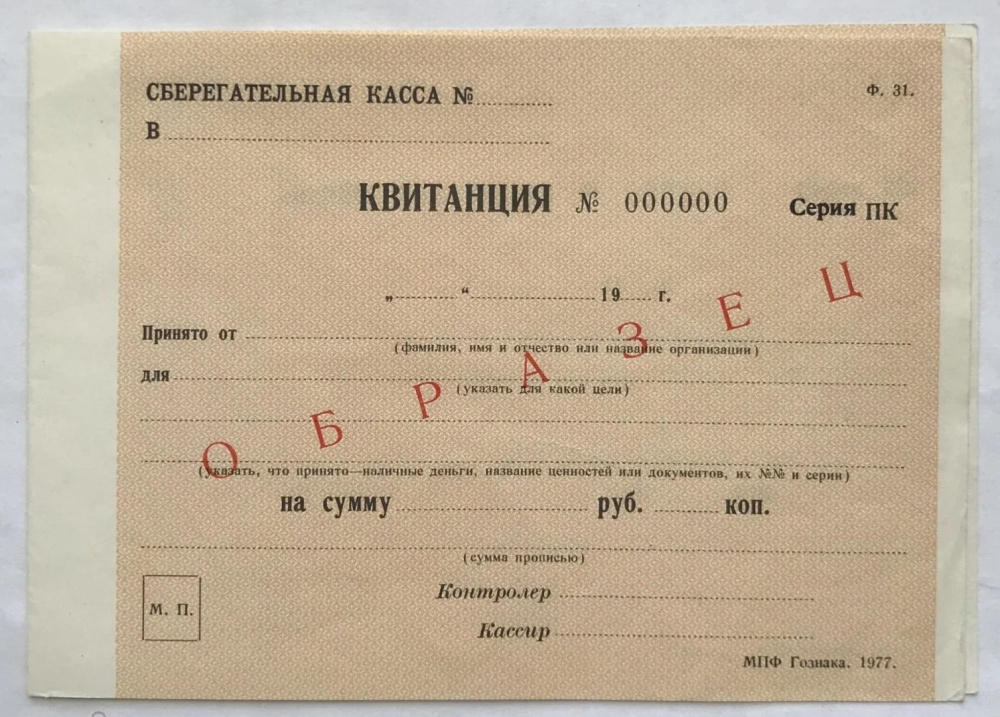 СБЕРЕГАТЕЛЬНАЯ КАССА №
Ф. 31.
В
КВИТАНЦИЯ № 000000 Серия ПК
„ “ 19 г.
Принято от
(фамилия, имя и отчество или название организации)
для
(указать для какой цели)
ОБРАЗЕЦ
(указать, что принято—наличные деньги, название ценностей или документов, их №№ и серии)
на сумму руб. коп.
(сумма прописью)
М. П.
Контролер
Кассир
МПФ Гознака. 1977.